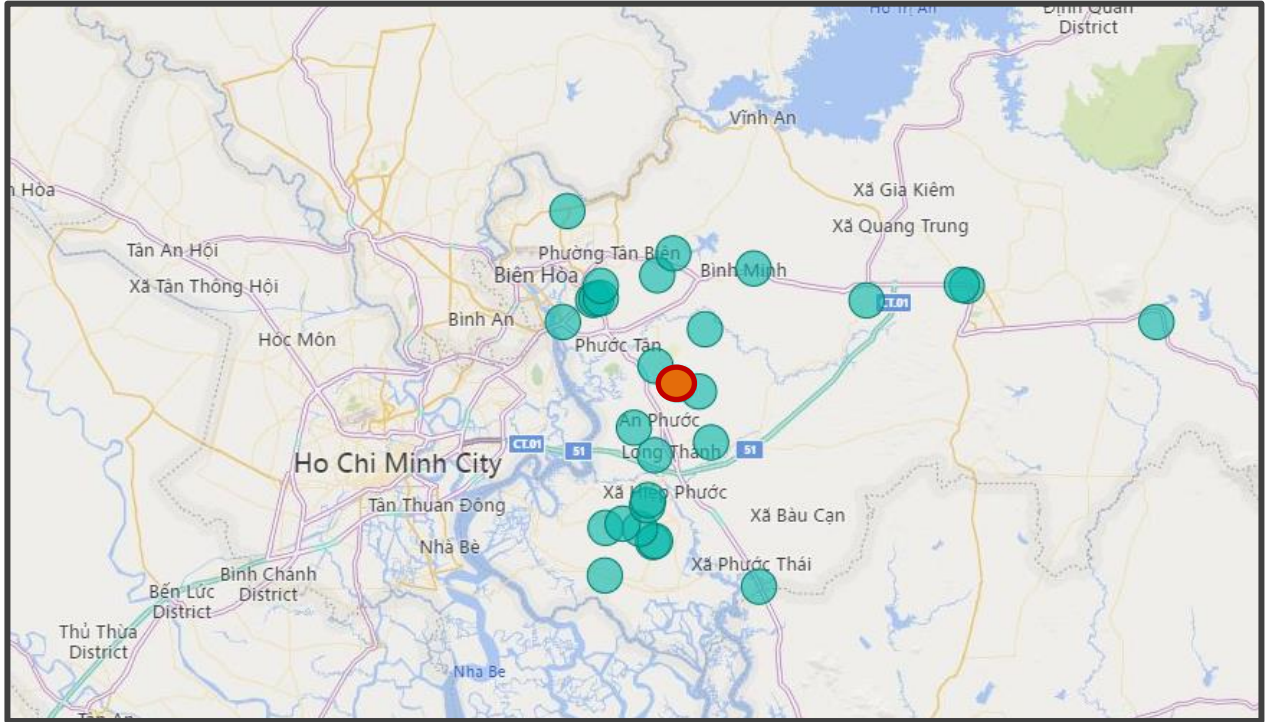 Định Quán
District
Vĩnh An
Xã Gia Kiệm
Xã Quang Trung
Tân An Hội
Phường Tân Biên
Biên Hòa
Bình Minh
Xã Tân Thông Hội
Bình An
CT.01
Hóc Môn
Phước Tân
An Phước
CT.01
51
Long Thành
51
Ho Chi Minh City
Xã Hiệp Phước
Tân Thuan Đông
Xã Bàu Cạn
Nhà Bè
Xã Phước Thái
Bình Chánh
District
Bến Lức
District
Thủ Thừa
District
Nha Be